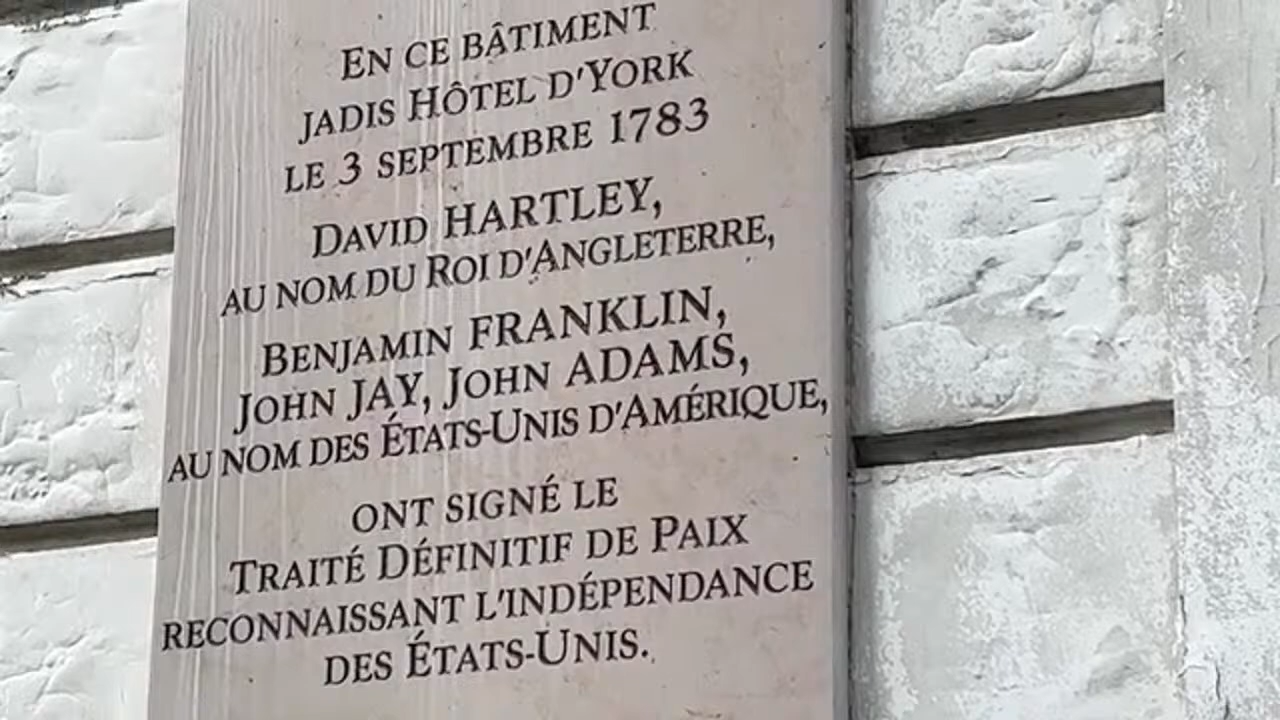 EN CE BÂTIMENT
JADIS HÔTEL D'YORK
LE 3 SEPTEMBRE 1783
DAVID HARTLEY,
AU NOM DU ROI D'ANGLETERRE,
BENJAMIN FRANKLIN,
JOHN JAY, JOHN ADAMS,
AU NOM DES ÉTATS-UNIS D'AMÉRIQUE,
ONT SIGNÉ LE
TRAITÉ DÉFINITIF DE PAIX
RECONNAISSANT L'INDÉPENDANCE
DES ÉTATS-UNIS.